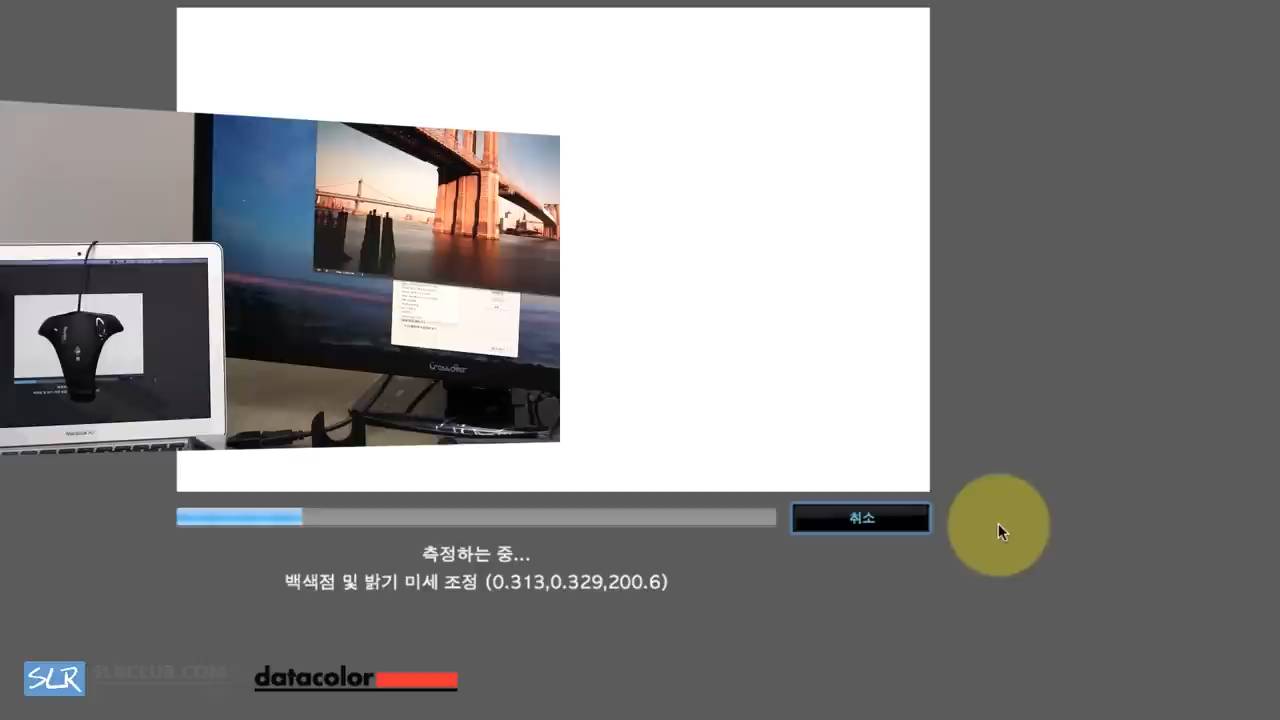 취소
측정하는 중...
백색점 및 밝기 미세 조정 (0.313,0.329,200.6)
SLR
SLRCLUB.COM
datacolor